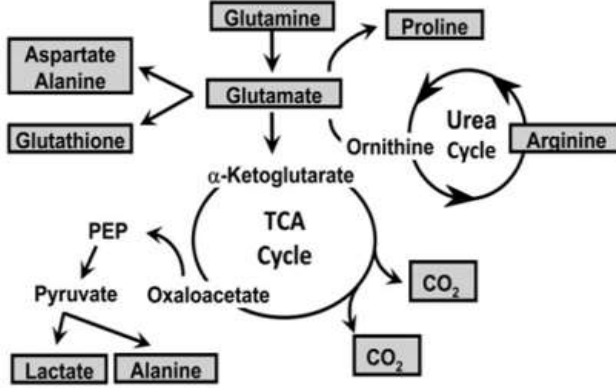 Glutamine
Proline
Aspartate
Alanine
Glutamate
Glutathione
Ornithine
Urea
Cycle
Arginine
α-Ketoglutarate
TCA
Cycle
PEP
Pyruvate
Oxaloacetate
CO₂
CO₂
Lactate
Alanine